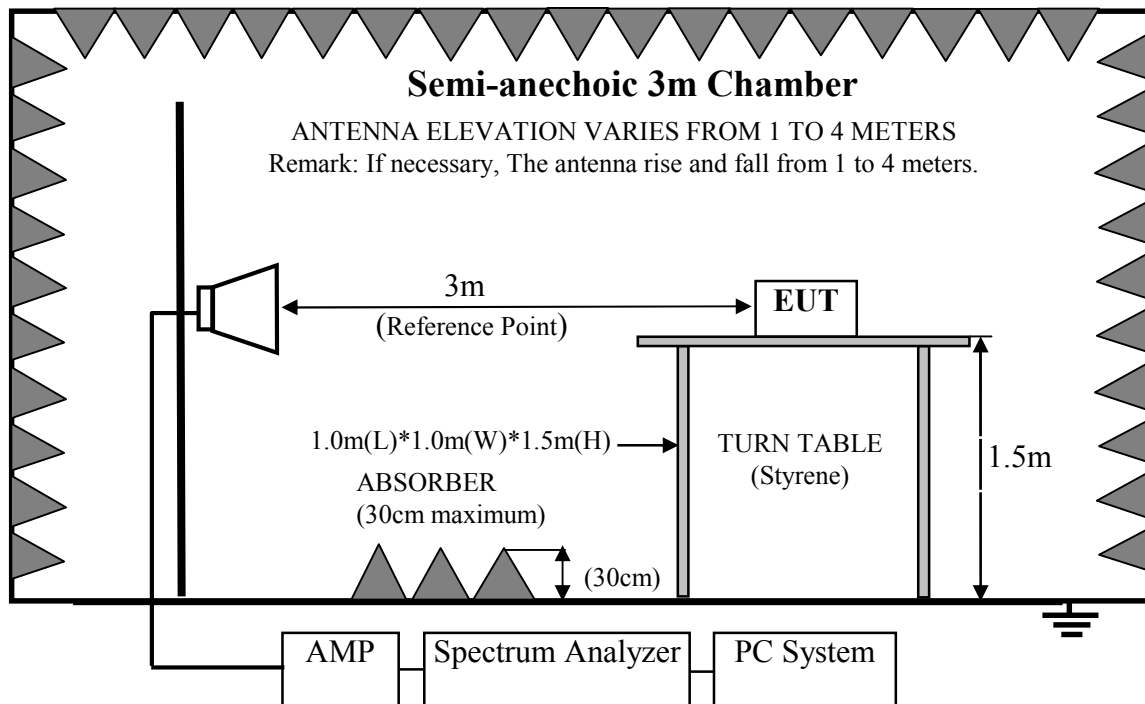 Semi-anechoic 3m Chamber
ANTENNA ELEVATION VARIES FROM 1 TO 4 METERS
Remark: If necessary, The antenna rise and fall from 1 to 4 meters.
3m
(Reference Point)
EUT
1.0m(L)*1.0m(W)*1.5m(H)
TURN TABLE
(Styrene)
1.5m
ABSORBER
(30cm maximum)
(30cm)
AMP
Spectrum Analyzer
PC System